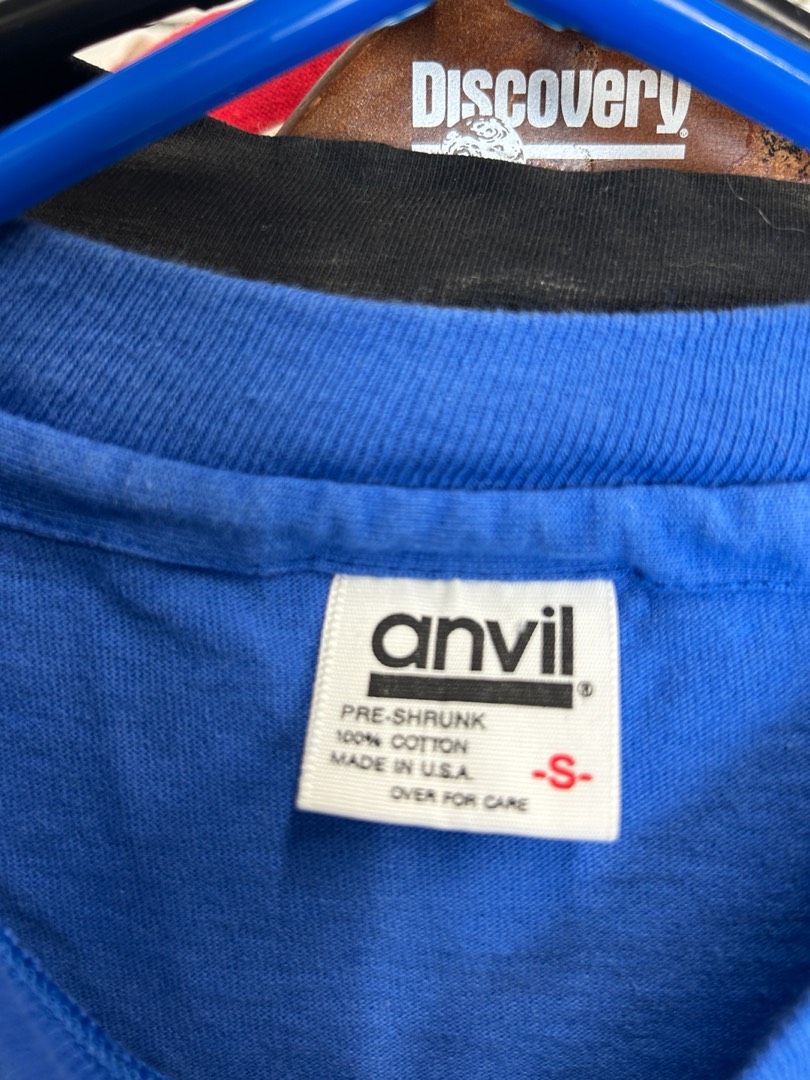 Discovery®
anvil®
PRE-SHRUNK
100% COTTON
MADE IN U.S.A.
-S-
OVER FOR CARE